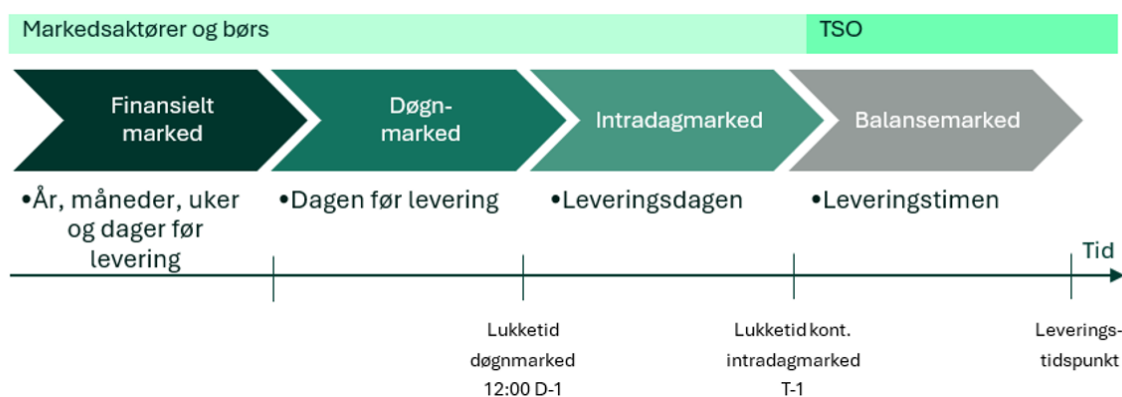 Markedsaktører og børs
TSO
Finansielt
marked
Døgn-
marked
Intradagmarked
Balansemarked
•År, måneder, uker
og dager før
levering
•Dagen før levering
•Leveringsdagen
•Leveringstimen
Tid
Lukketid
døgnmarked
12:00 D-1
Lukketid kont.
intradagmarked
T-1
Leverings-
tidspunkt